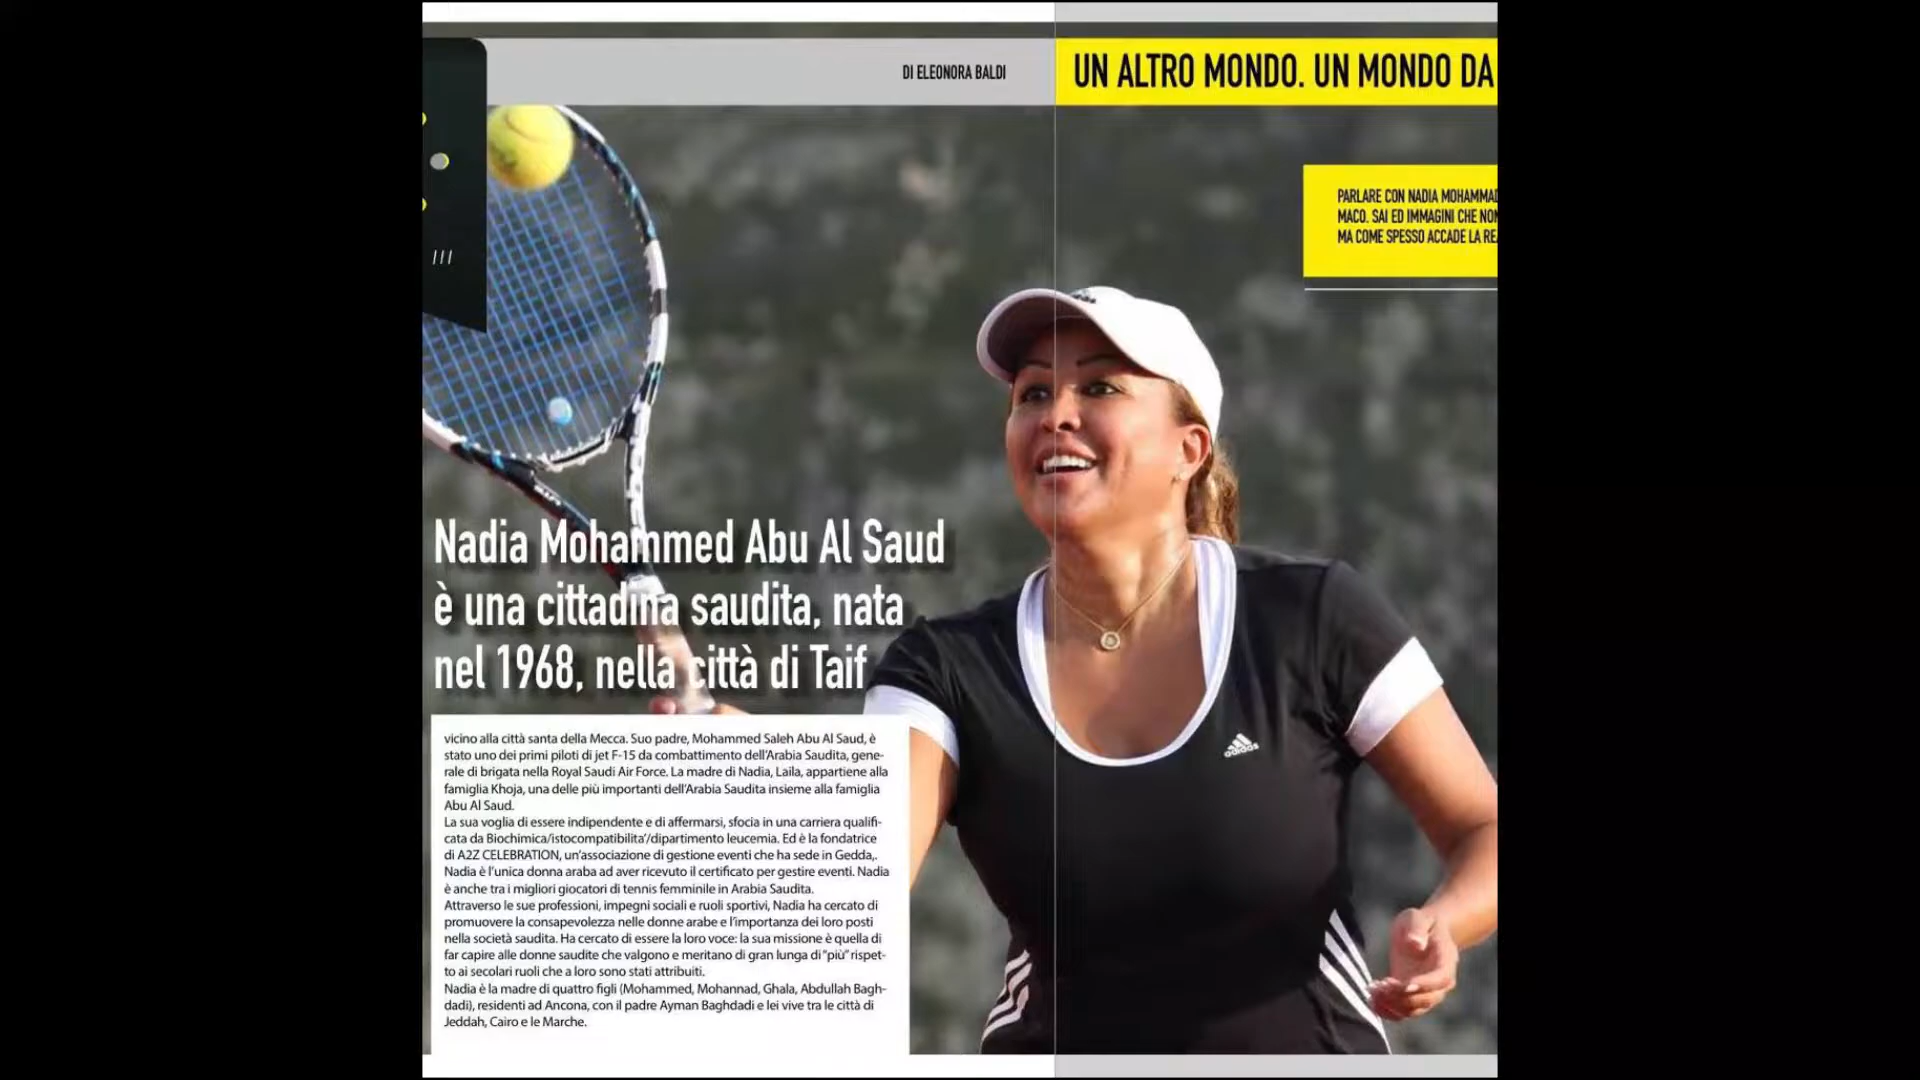 DI ELEONORA BALDI
UN ALTRO MONDO. UN MONDO DA
PARLARE CON NADIA MOHAMMAD
MACO. SAI ED IMMAGINI CHE NON
MA COME SPESSO ACCADE LA REA
///
Nadia Mohammed Abu Al Saud
è una cittadina saudita, nata
nel 1968, nella città di Taif
adidas
vicino alla città santa della Mecca. Suo padre, Mohammed Saleh Abu Al Saud, è
stato uno dei primi piloti di jet F-15 da combattimento dell'Arabia Saudita, gene-
rale di brigata nella Royal Saudi Air Force. La madre di Nadia, Laila, appartiene alla
famiglia Khoja, una delle più importanti dell'Arabia Saudita insieme alla famiglia
Abu Al Saud.
La sua voglia di essere indipendente e di affermarsi, sfocia in una carriera qualifi-
cata da Biochimica/istocompatibilita'/dipartimento leucemia. Ed è la fondatrice
di A2Z CELEBRATION, un'associazione di gestione eventi che ha sede in Gedda,.
Nadia è l'unica donna araba ad aver ricevuto il certificato per gestire eventi. Nadia
è anche tra i migliori giocatori di tennis femminile in Arabia Saudita.
Attraverso le sue professioni, impegni sociali e ruoli sportivi, Nadia ha cercato di
promuovere la consapevolezza nelle donne arabe e l'importanza dei loro posti
nella società saudita. Ha cercato di essere la loro voce: la sua missione è quella di
far capire alle donne saudite che valgono e meritano di gran lunga di "più" rispet-
to ai secolari ruoli che a loro sono stati attribuiti.
Nadia è la madre di quattro figli (Mohammed, Mohannad, Ghala, Abdullah Bagh-
dadi), residenti ad Ancona, con il padre Ayman Baghdadi e lei vive tra le città di
Jeddah, Cairo e le Marche.